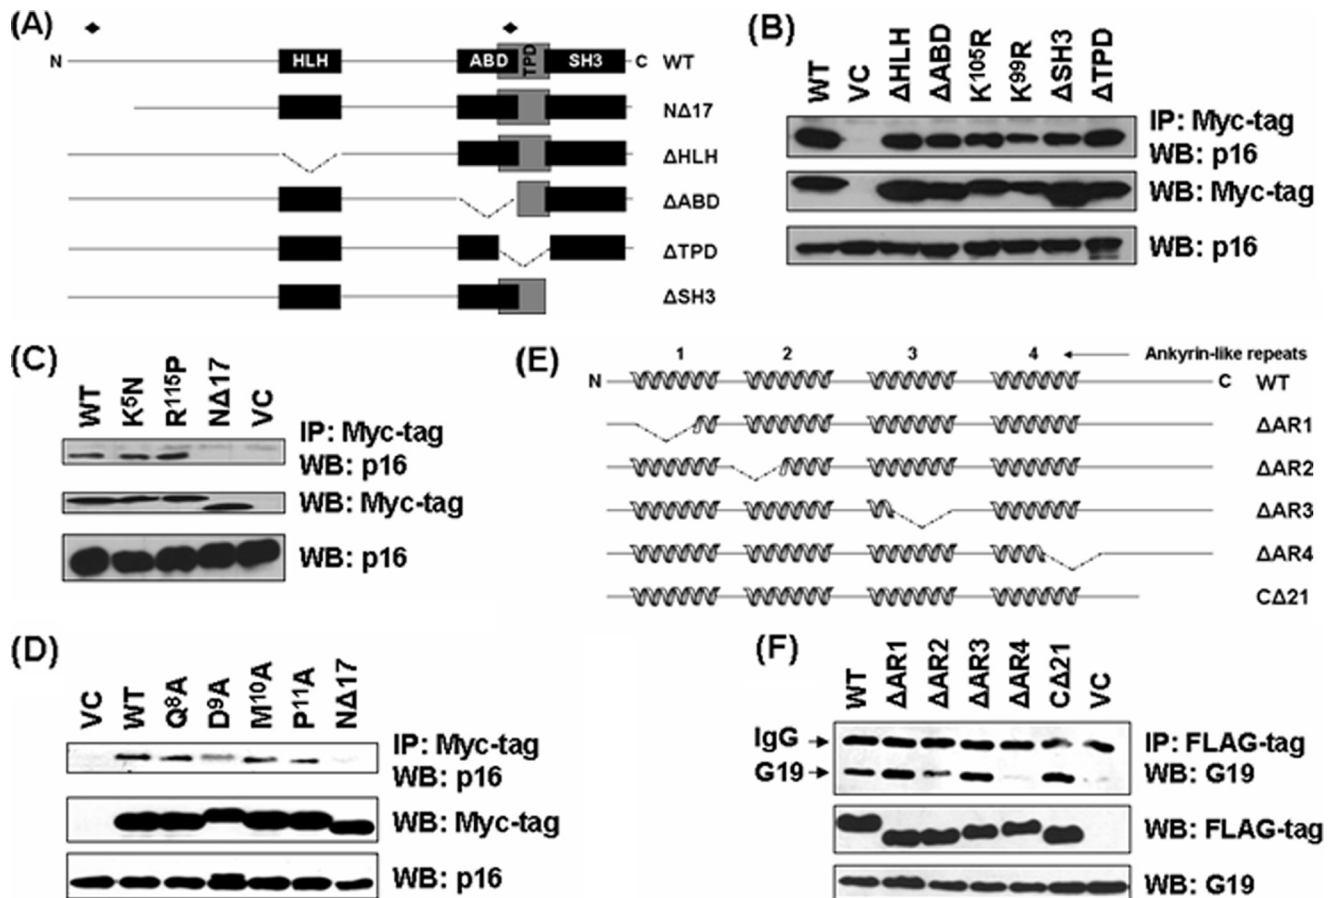 (A)
N HLH ABD TPD SH3 C WT
NΔ17
ΔHLH
ΔABD
ΔTPD
ΔSH3
(B)
WT VC ΔHLH ΔABD K105R K99R ΔSH3 ΔTPD
IP: Myc-tag
WB: p16
WB: Myc-tag
WB: p16
(C)
WT K5N R115P NΔ17 VC
IP: Myc-tag
WB: p16
WB: Myc-tag
WB: p16
(D)
VC WT Q8A D9A M10A P11A NΔ17
IP: Myc-tag
WB: p16
WB: Myc-tag
WB: p16
(E)
1 2 3 4 Ankyrin-like repeats
N C WT
ΔAR1
ΔAR2
ΔAR3
ΔAR4
CΔ21
(F)
WT ΔAR1 ΔAR2 ΔAR3 ΔAR4 CΔ21 VC
IgG IP: FLAG-tag
G19 WB: G19
WB: FLAG-tag
WB: G19